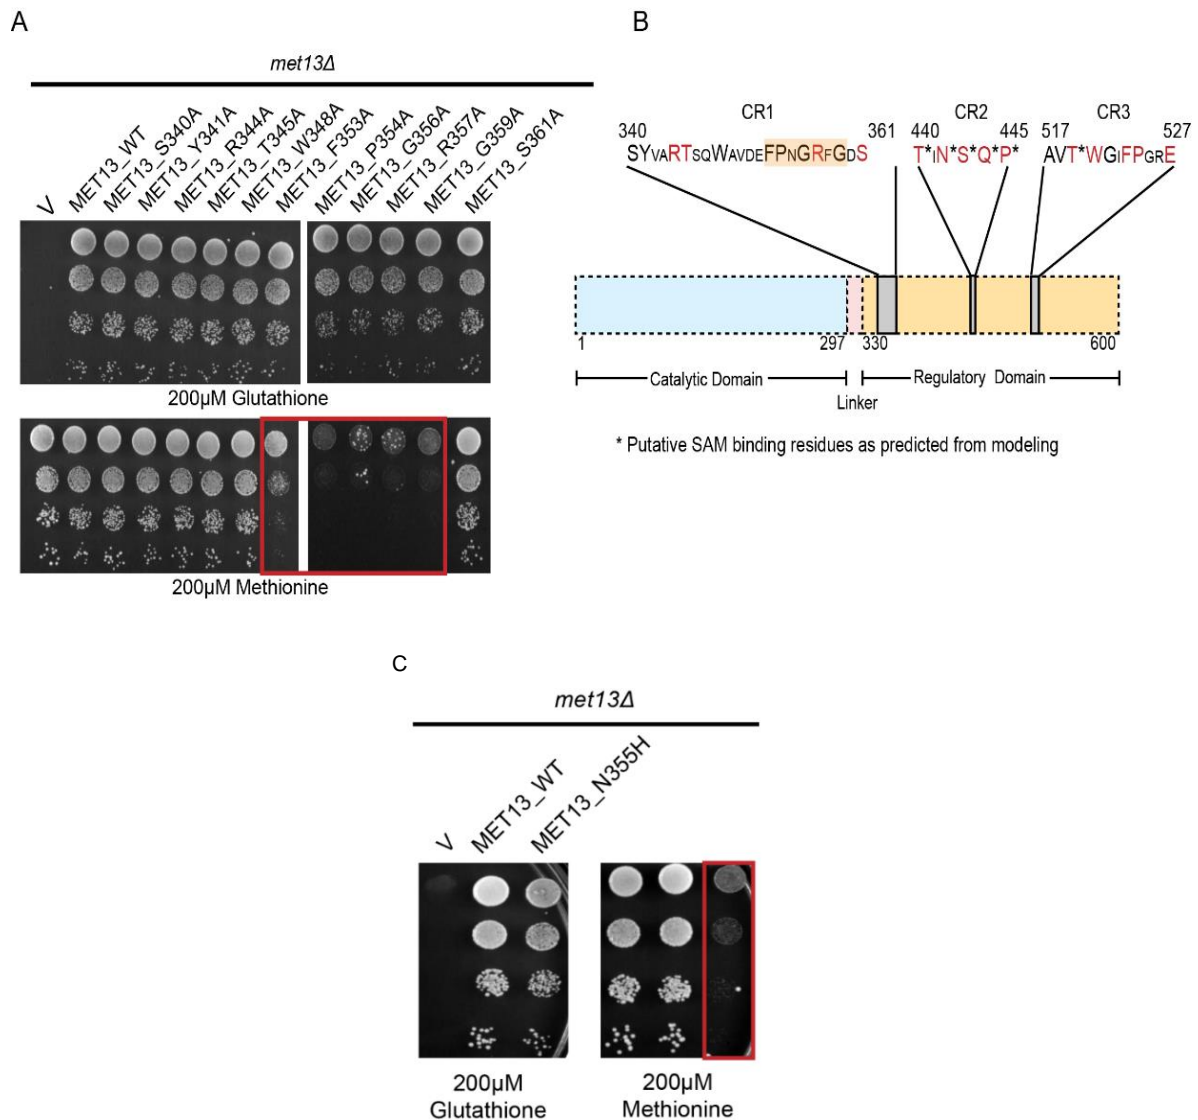 A
met13Δ
V
MET13_WT
MET13_S340A
MET13_Y341A
MET13_R344A
MET13_T345A
MET13_W348A
MET13_F353A
MET13_P354A
MET13_G356A
MET13_R357A
MET13_G359A
MET13_S361A
200µM Glutathione
200µM Methionine
B
CR1 CR2 CR3
340 361 440 445 517 527
SYVARTSQWAVDEFPNGRFGDS T*IN*S*Q*P* AVT*WGIFPGRE
1 297 330 600
Catalytic Domain Regulatory Domain
Linker
* Putative SAM binding residues as predicted from modeling
C
met13Δ
V
MET13_WT
MET13_N355H
200µM
Glutathione
200µM
Methionine